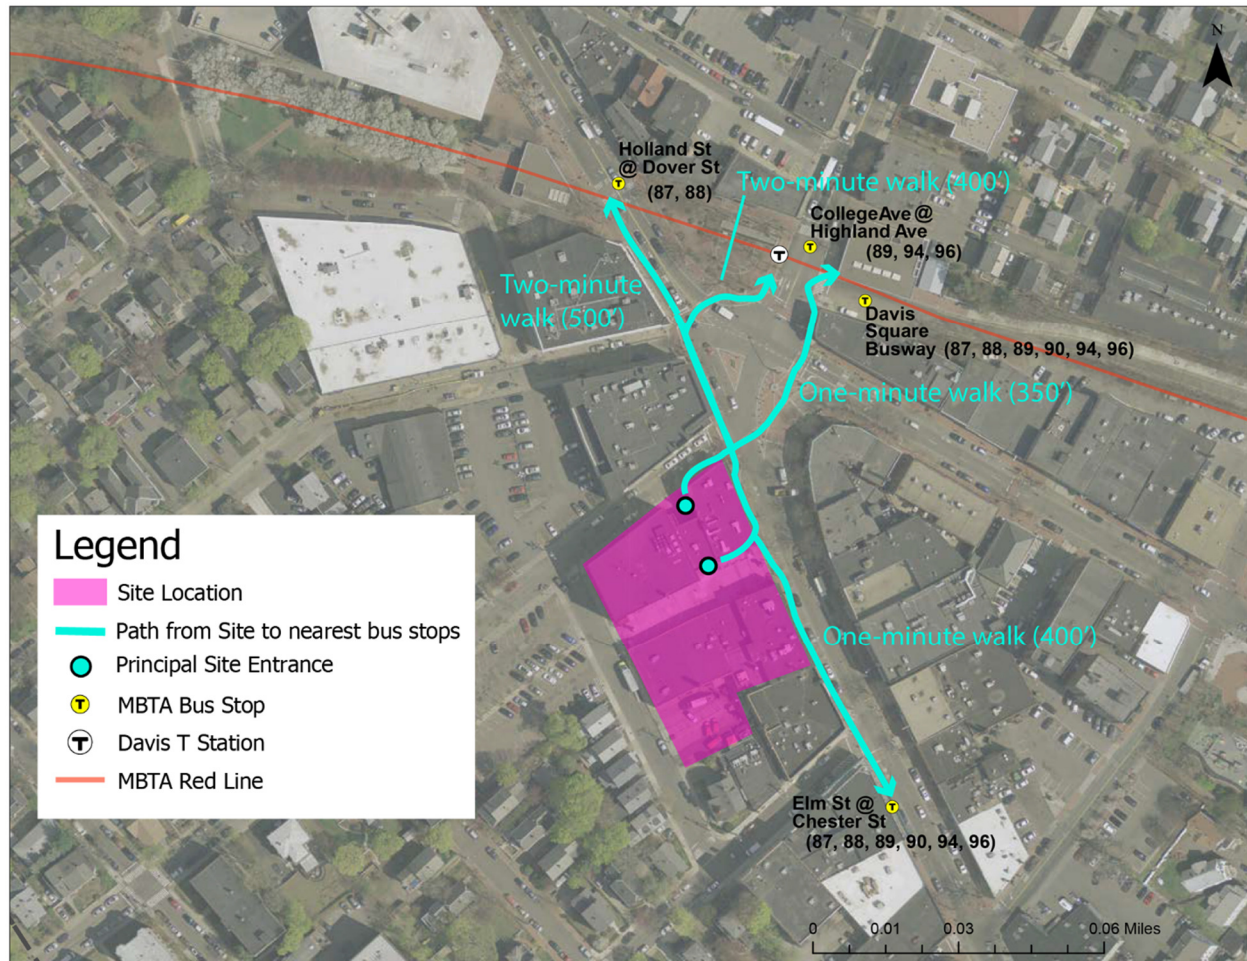 N
Holland St
@ Dover St
(87, 88)
Two-minute walk (400')
CollegeAve @
Highland Ave
(89, 94, 96)
Two-minute
walk (500')
Davis
Square
Busway (87, 88, 89, 90, 94, 96)
One-minute walk (350')
Legend
Site Location
Path from Site to nearest bus stops
Principal Site Entrance
T MBTA Bus Stop
T Davis T Station
MBTA Red Line
One-minute walk (400')
Elm St @
Chester St
(87, 88, 89, 90, 94, 96)
0 0.01 0.03 0.06 Miles